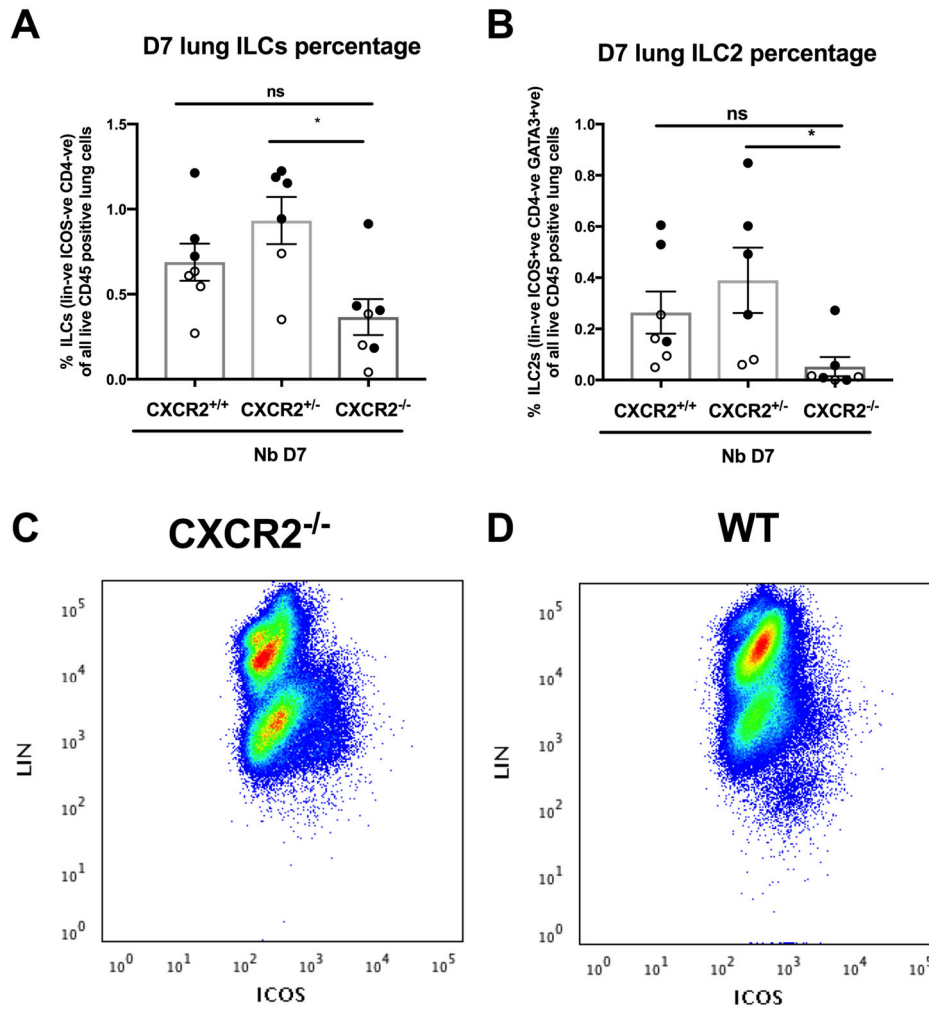 A
D7 lung ILCs percentage
ns
*
1.5
1.0
0.5
0.0
% ILCs (lin-ve ICOS-ve CD4-ve)
of all live CD45 positive lung cells
CXCR2+/+ CXCR2+/- CXCR2-/-
Nb D7
B
D7 lung ILC2 percentage
ns
*
1.0
0.8
0.6
0.4
0.2
0.0
% ILC2s (lin-ve ICOS+ve CD4-ve GATA3+ve)
of all live CD45 positive lung cells
CXCR2+/+ CXCR2+/- CXCR2-/-
Nb D7
C
CXCR2-/-
10^5
10^4
10^3
10^2
10^1
10^0
LIN
10^0 10^1 10^2 10^3 10^4 10^5
ICOS
D
WT
10^5
10^4
10^3
10^2
10^1
10^0
LIN
10^0 10^1 10^2 10^3 10^4 10^5
ICOS